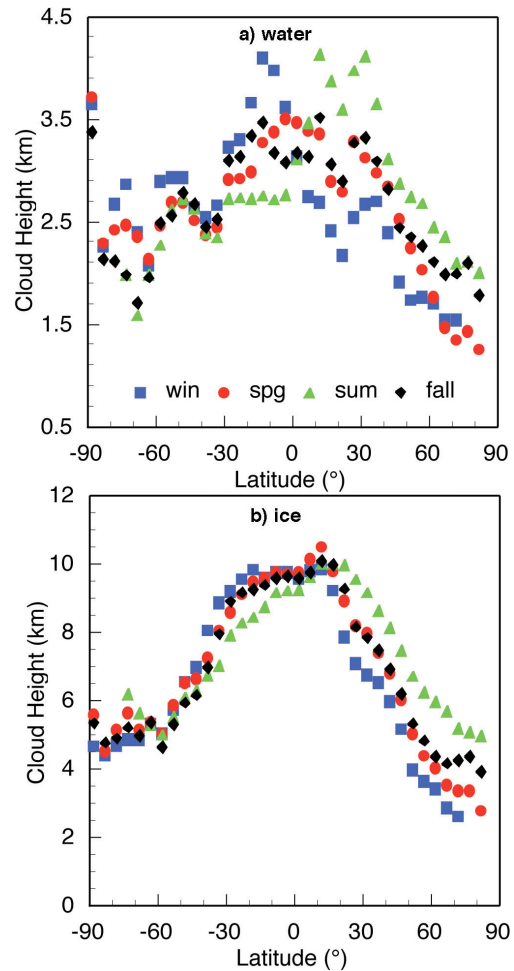 a) water
4.5
3.5
2.5
1.5
0.5
Cloud Height (km)
win spg sum fall
-90 -60 -30 0 30 60 90
Latitude (°)
b) ice
12
10
8
6
4
2
0
Cloud Height (km)
-90 -60 -30 0 30 60 90
Latitude (°)